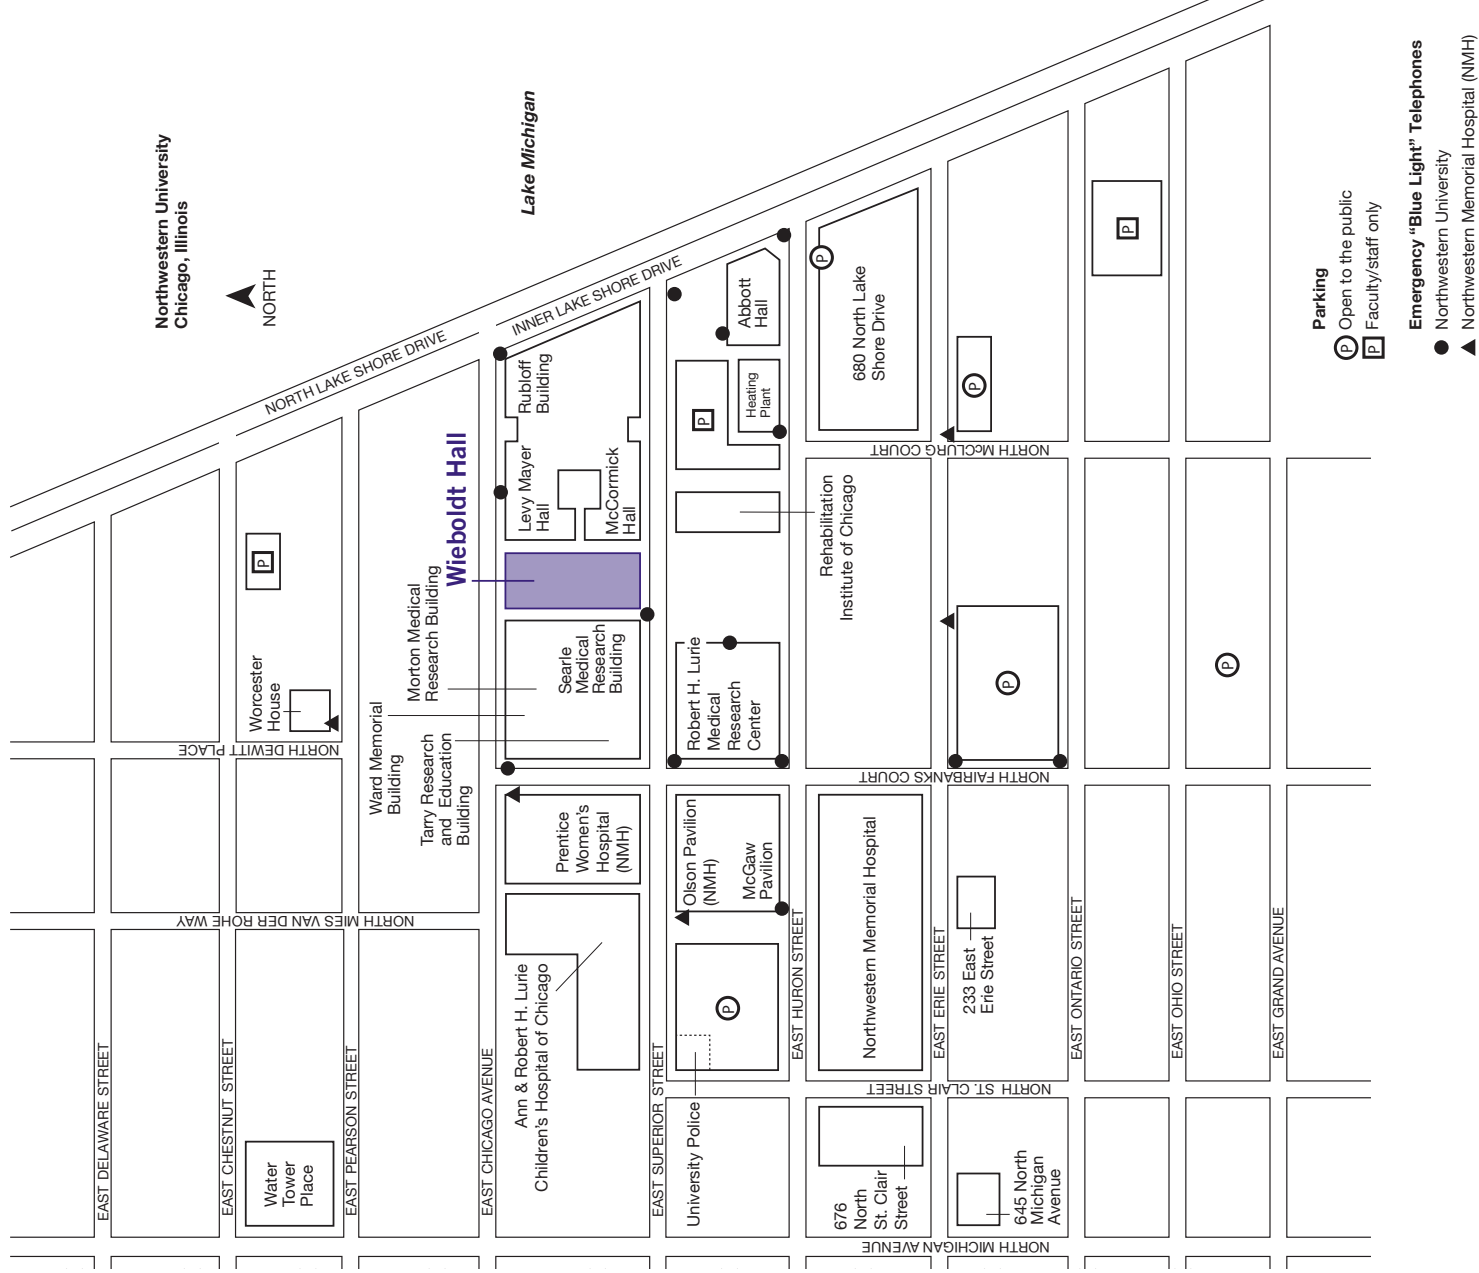 Northwestern University
Chicago, Illinois
NORTH
Lake Michigan
NORTH LAKE SHORE DRIVE
INNER LAKE SHORE DRIVE
Wieboldt Hall
Rubloff
Building
Levy Mayer
Hall
McCormick
Hall
Morton Medical
Research Building
Ward Memorial
Building
Tarry Research
and Education
Building
Searle
Medical
Research
Building
Worcester
House
P
NORTH DEWITT PLACE
NORTH MIES VAN DER ROHE WAY
Abbott
Hall
Heating
Plant
P
680 North Lake
Shore Drive
P
P
P
Rehabilitation
Institute of Chicago
Robert H. Lurie
Medical
Research
Center
NORTH McCLURG COURT
NORTH FAIRBANKS COURT
P
P
Prentice
Women's
Hospital
(NMH)
Olson Pavilion
(NMH)
McGaw
Pavilion
Northwestern Memorial Hospital
233 East
Erie Street
Ann & Robert H. Lurie
Children's Hospital of Chicago
P
University Police
NORTH ST. CLAIR STREET
Water
Tower
Place
676
North
St. Clair
Street
645 North
Michigan
Avenue
NORTH MICHIGAN AVENUE
EAST DELAWARE STREET
EAST CHESTNUT STREET
EAST PEARSON STREET
EAST CHICAGO AVENUE
EAST SUPERIOR STREET
EAST HURON STREET
EAST ERIE STREET
EAST ONTARIO STREET
EAST OHIO STREET
EAST GRAND AVENUE
Parking
P Open to the public
P Faculty/staff only
Emergency “Blue Light” Telephones
Northwestern University
Northwestern Memorial Hospital (NMH)